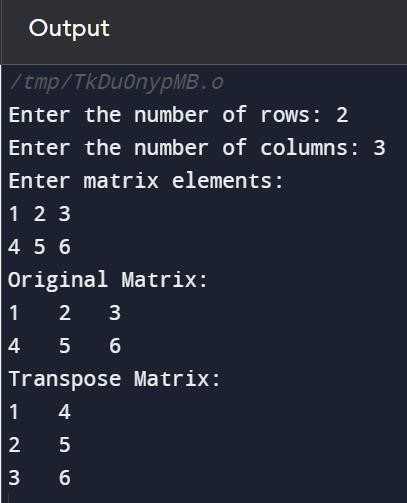 Output
/tmp/TkDuOnypMB.o
Enter the number of rows: 2
Enter the number of columns: 3
Enter matrix elements:
1 2 3
4 5 6
Original Matrix:
1   2   3
4   5   6
Transpose Matrix:
1   4
2   5
3   6